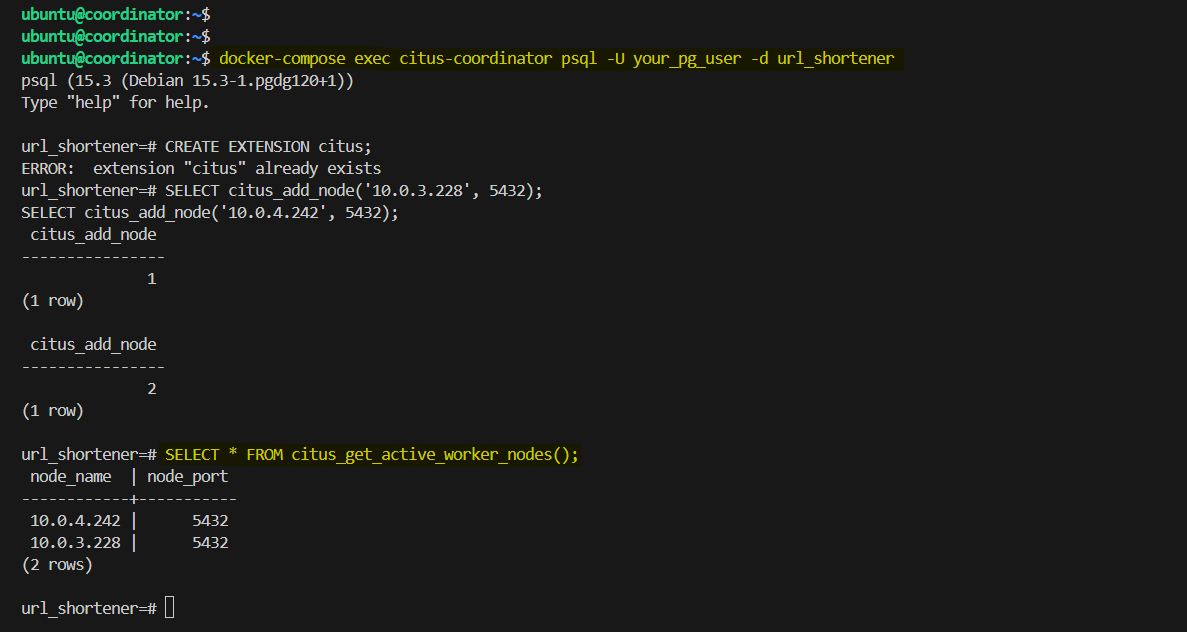 ubuntu@coordinator:~$
ubuntu@coordinator:~$
ubuntu@coordinator:~$ docker-compose exec citus-coordinator psql -U your_pg_user -d url_shortener
psql (15.3 (Debian 15.3-1.pgdg120+1))
Type "help" for help.

url_shortener=# CREATE EXTENSION citus;
ERROR:  extension "citus" already exists
url_shortener=# SELECT citus_add_node('10.0.3.228', 5432);
SELECT citus_add_node('10.0.4.242', 5432);
 citus_add_node
----------------
              1
(1 row)

 citus_add_node
----------------
              2
(1 row)

url_shortener=# SELECT * FROM citus_get_active_worker_nodes();
 node_name  | node_port
------------+-----------
 10.0.4.242 |      5432
 10.0.3.228 |      5432
(2 rows)

url_shortener=#